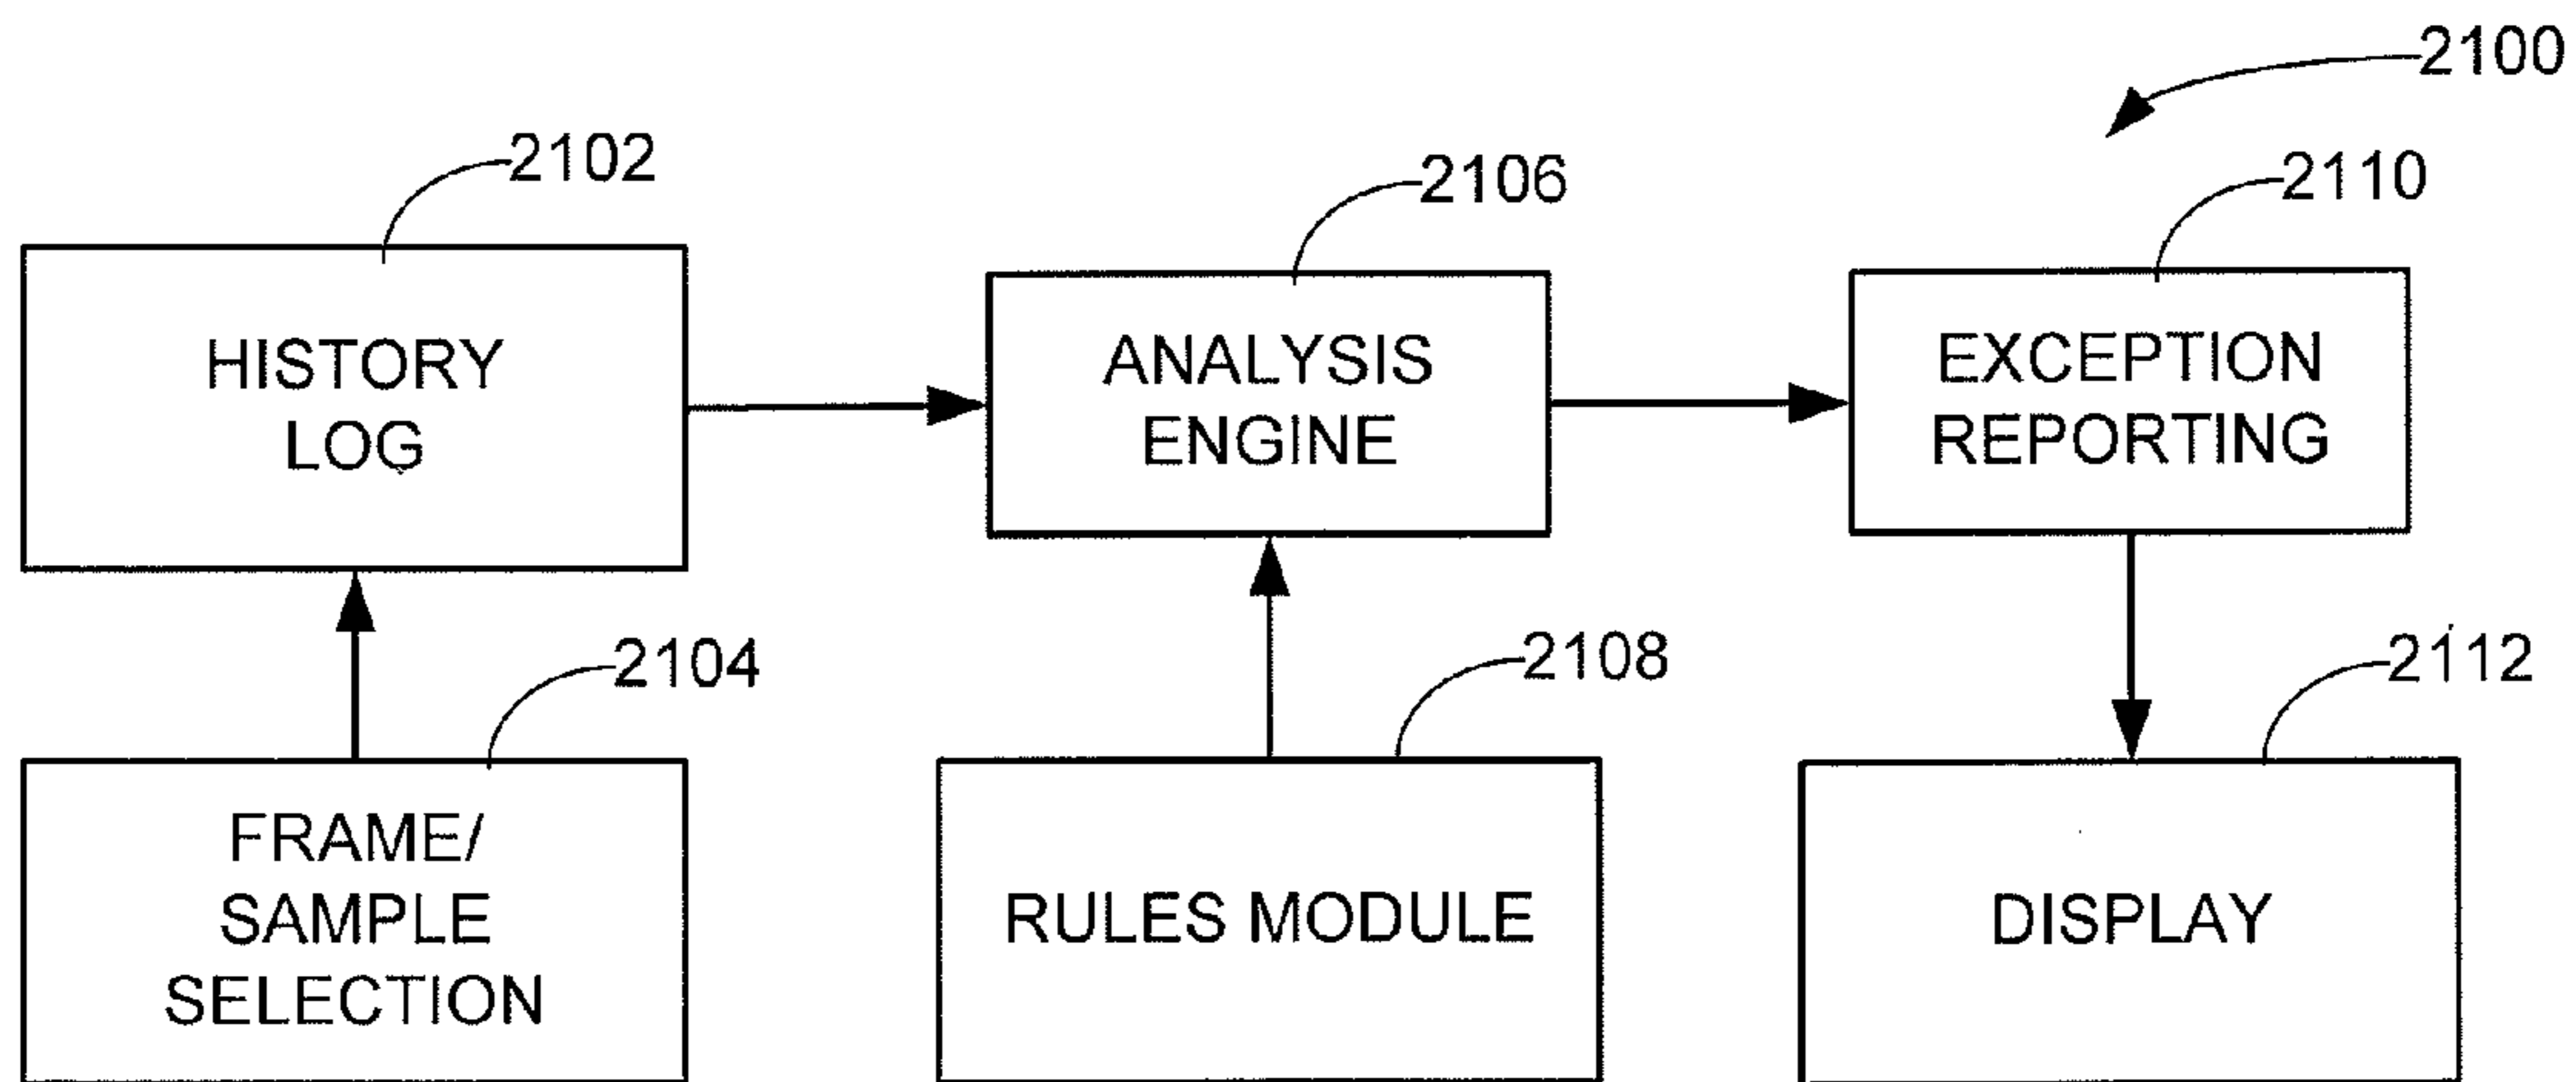 2100
2102
2106
2110
HISTORY
LOG
ANALYSIS
ENGINE
EXCEPTION
REPORTING
2104
2108
2112
FRAME/
SAMPLE
SELECTION
RULES MODULE
DISPLAY